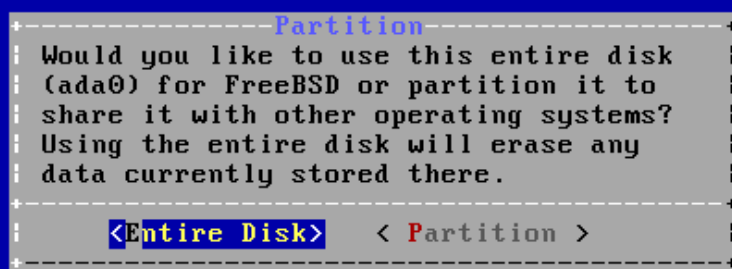 Partition
Would you like to use this entire disk
(ada0) for FreeBSD or partition it to
share it with other operating systems?
Using the entire disk will erase any
data currently stored there.
<Entire Disk> < Partition >